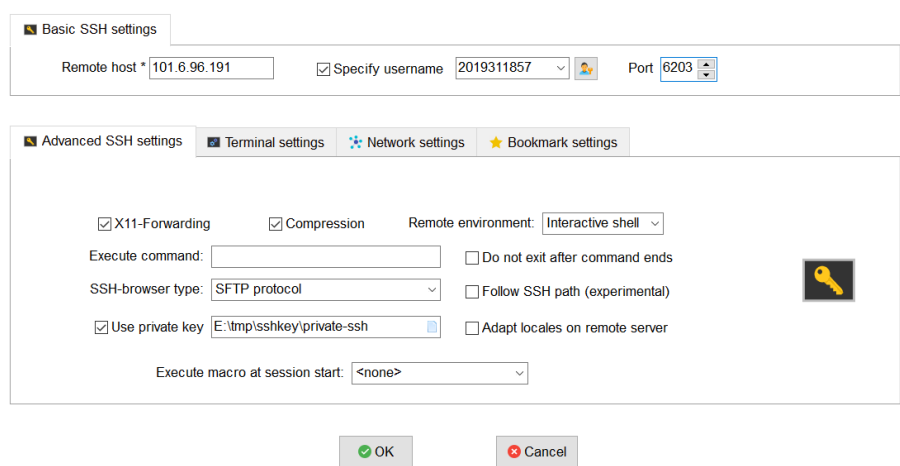 Basic SSH settings
Remote host * 101.6.96.191 Specify username 2019311857 Port 6203
Advanced SSH settings Terminal settings Network settings Bookmark settings
X11-Forwarding Compression Remote environment: Interactive shell
Execute command: Do not exit after command ends
SSH-browser type: SFTP protocol Follow SSH path (experimental)
Use private key E:\tmp\sshkey\private-ssh Adapt locales on remote server
Execute macro at session start: <none>
OK Cancel